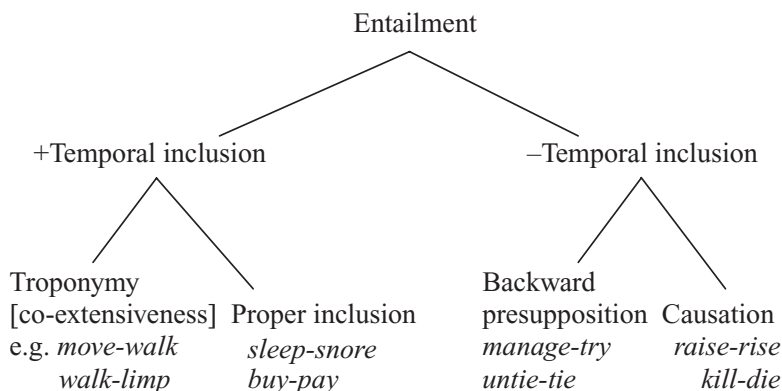 Entailment
+Temporal inclusion
–Temporal inclusion
Troponymy
[co-extensiveness]
e.g. move-walk
walk-limp
Proper inclusion
sleep-snore
buy-pay
Backward
presupposition
manage-try
untie-tie
Causation
raise-rise
kill-die